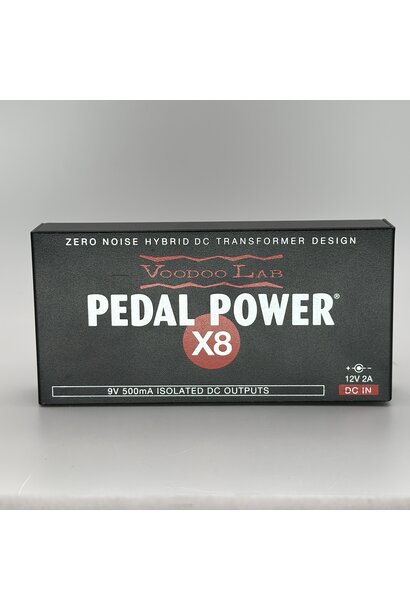 ZERO NOISE HYBRID DC TRANSFORMER DESIGN
VOODOO LAB
PEDAL POWER®
X8
12V 2A
9V 500mA ISOLATED DC OUTPUTS
DC IN